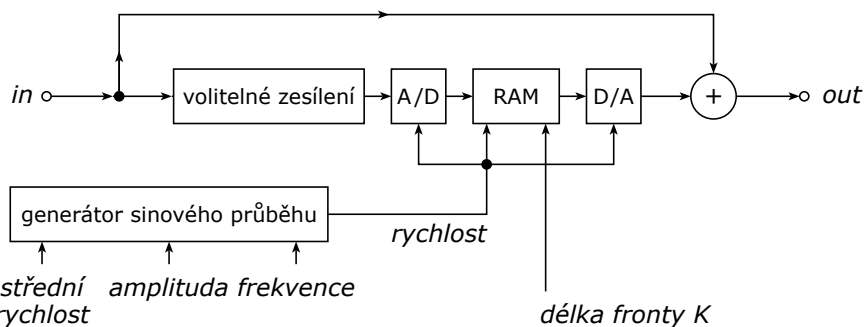 in
volitelné zesílení
A/D
RAM
D/A
+
out
generátor sinového průběhu
rychlost
střední
rychlost
amplituda
frekvence
délka fronty K